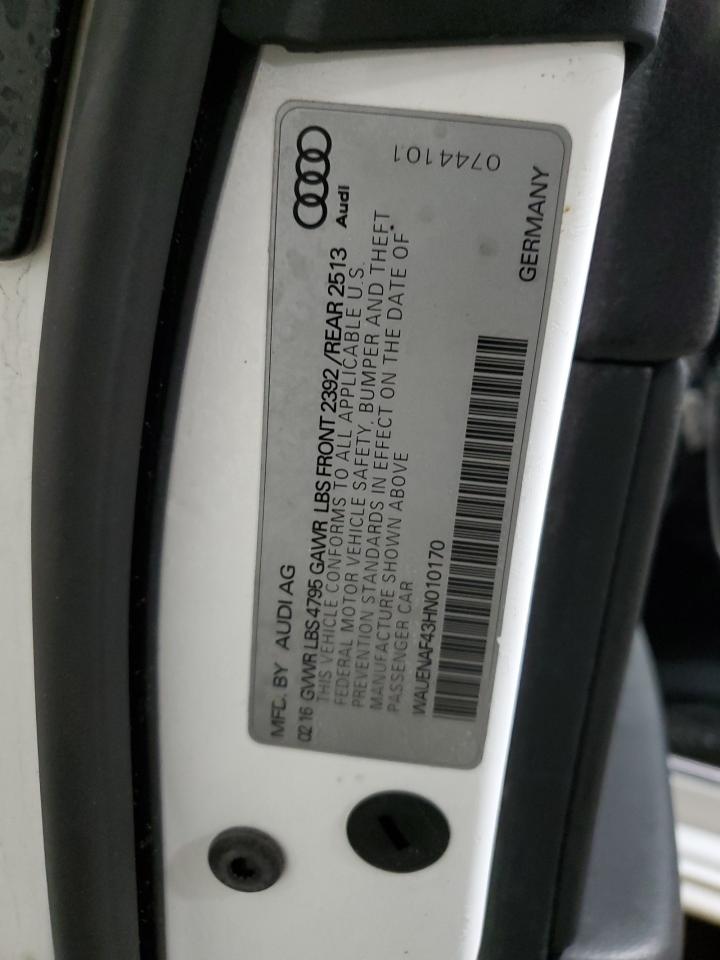 MFD. BY AUDI AG
02 16 GVWR LBS 4795 GAWR LBS FRONT 2392 /REAR 2513
THIS VEHICLE CONFORMS TO ALL APPLICABLE U.S.
FEDERAL MOTOR VEHICLE SAFETY, BUMPER AND THEFT
PREVENTION STANDARDS IN EFFECT ON THE DATE OF
MANUFACTURE SHOWN ABOVE
PASSENGER CAR
WAUENAF43HN010170
Audi
GERMANY
0744101